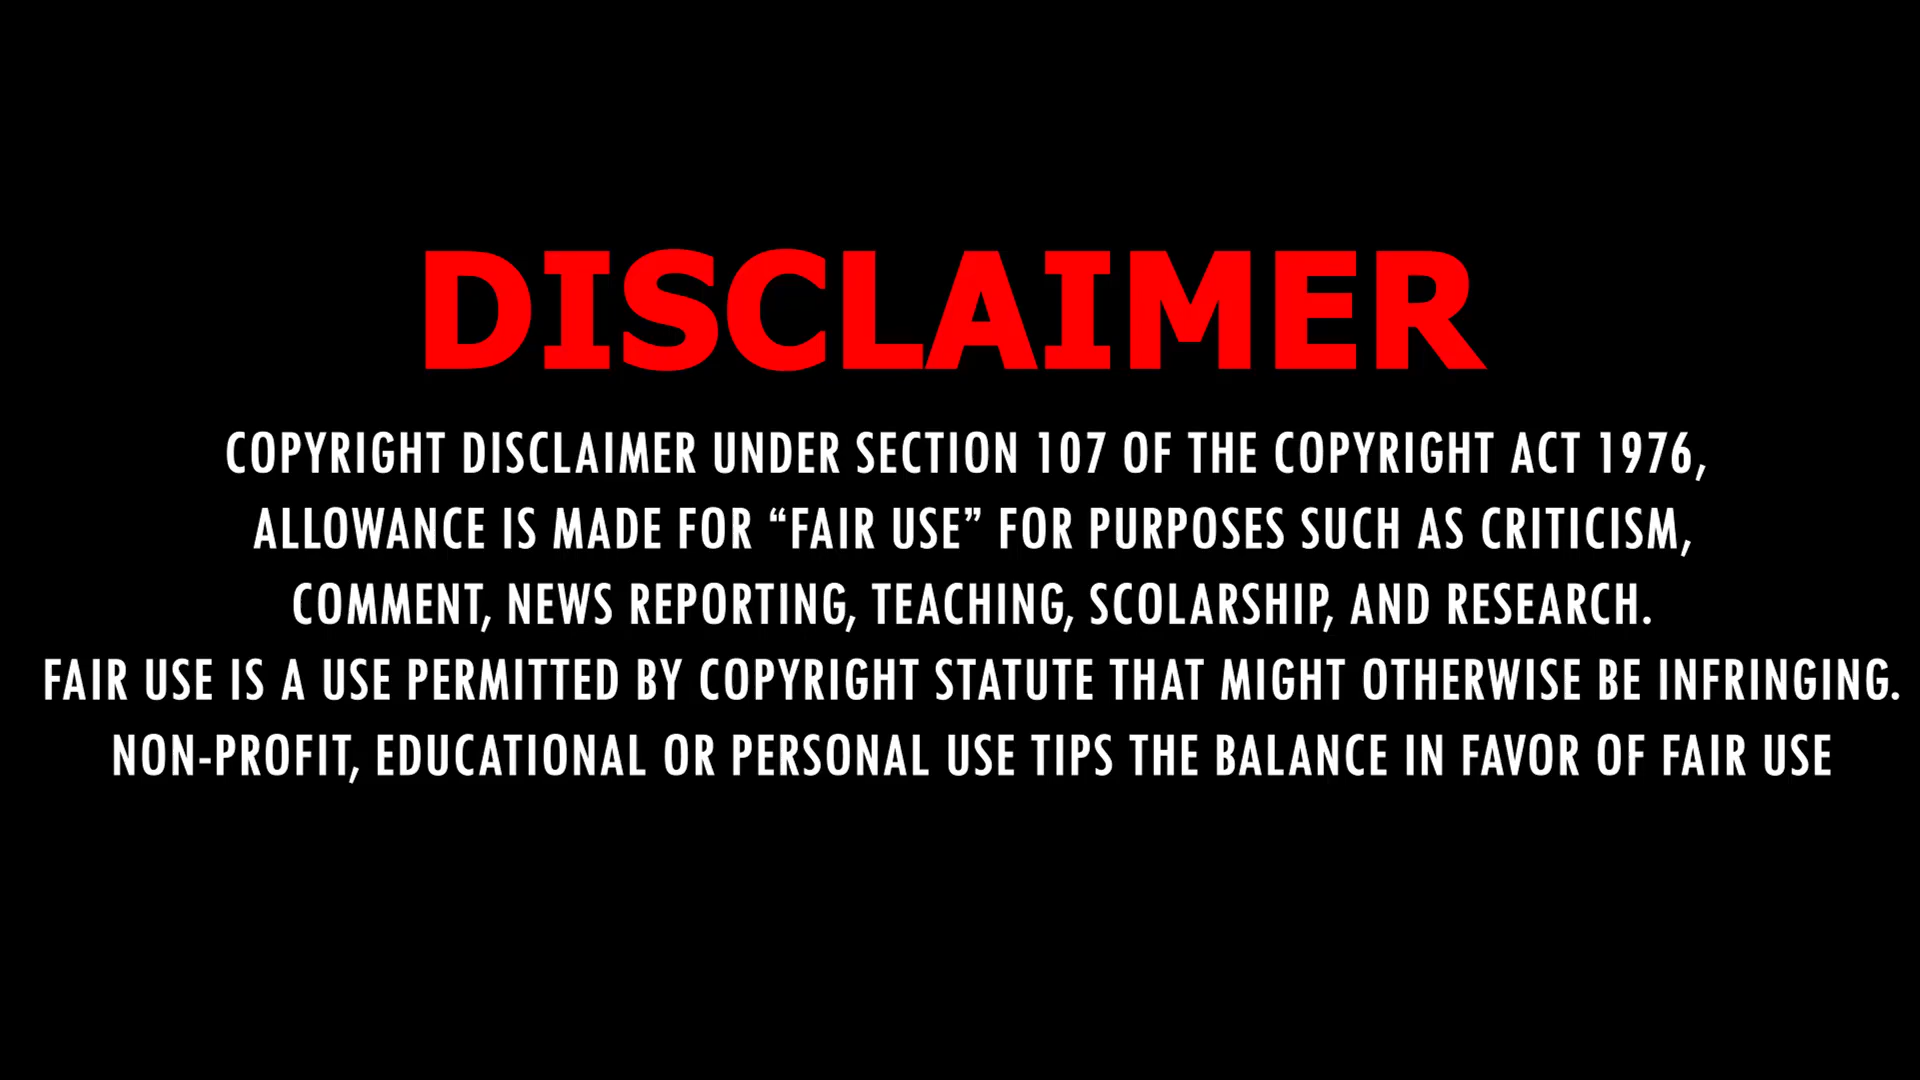 DISCLAIMER
COPYRIGHT DISCLAIMER UNDER SECTION 107 OF THE COPYRIGHT ACT 1976,
ALLOWANCE IS MADE FOR “FAIR USE” FOR PURPOSES SUCH AS CRITICISM,
COMMENT, NEWS REPORTING, TEACHING, SCOLARSHIP, AND RESEARCH.
FAIR USE IS A USE PERMITTED BY COPYRIGHT STATUTE THAT MIGHT OTHERWISE BE INFRINGING.
NON-PROFIT, EDUCATIONAL OR PERSONAL USE TIPS THE BALANCE IN FAVOR OF FAIR USE